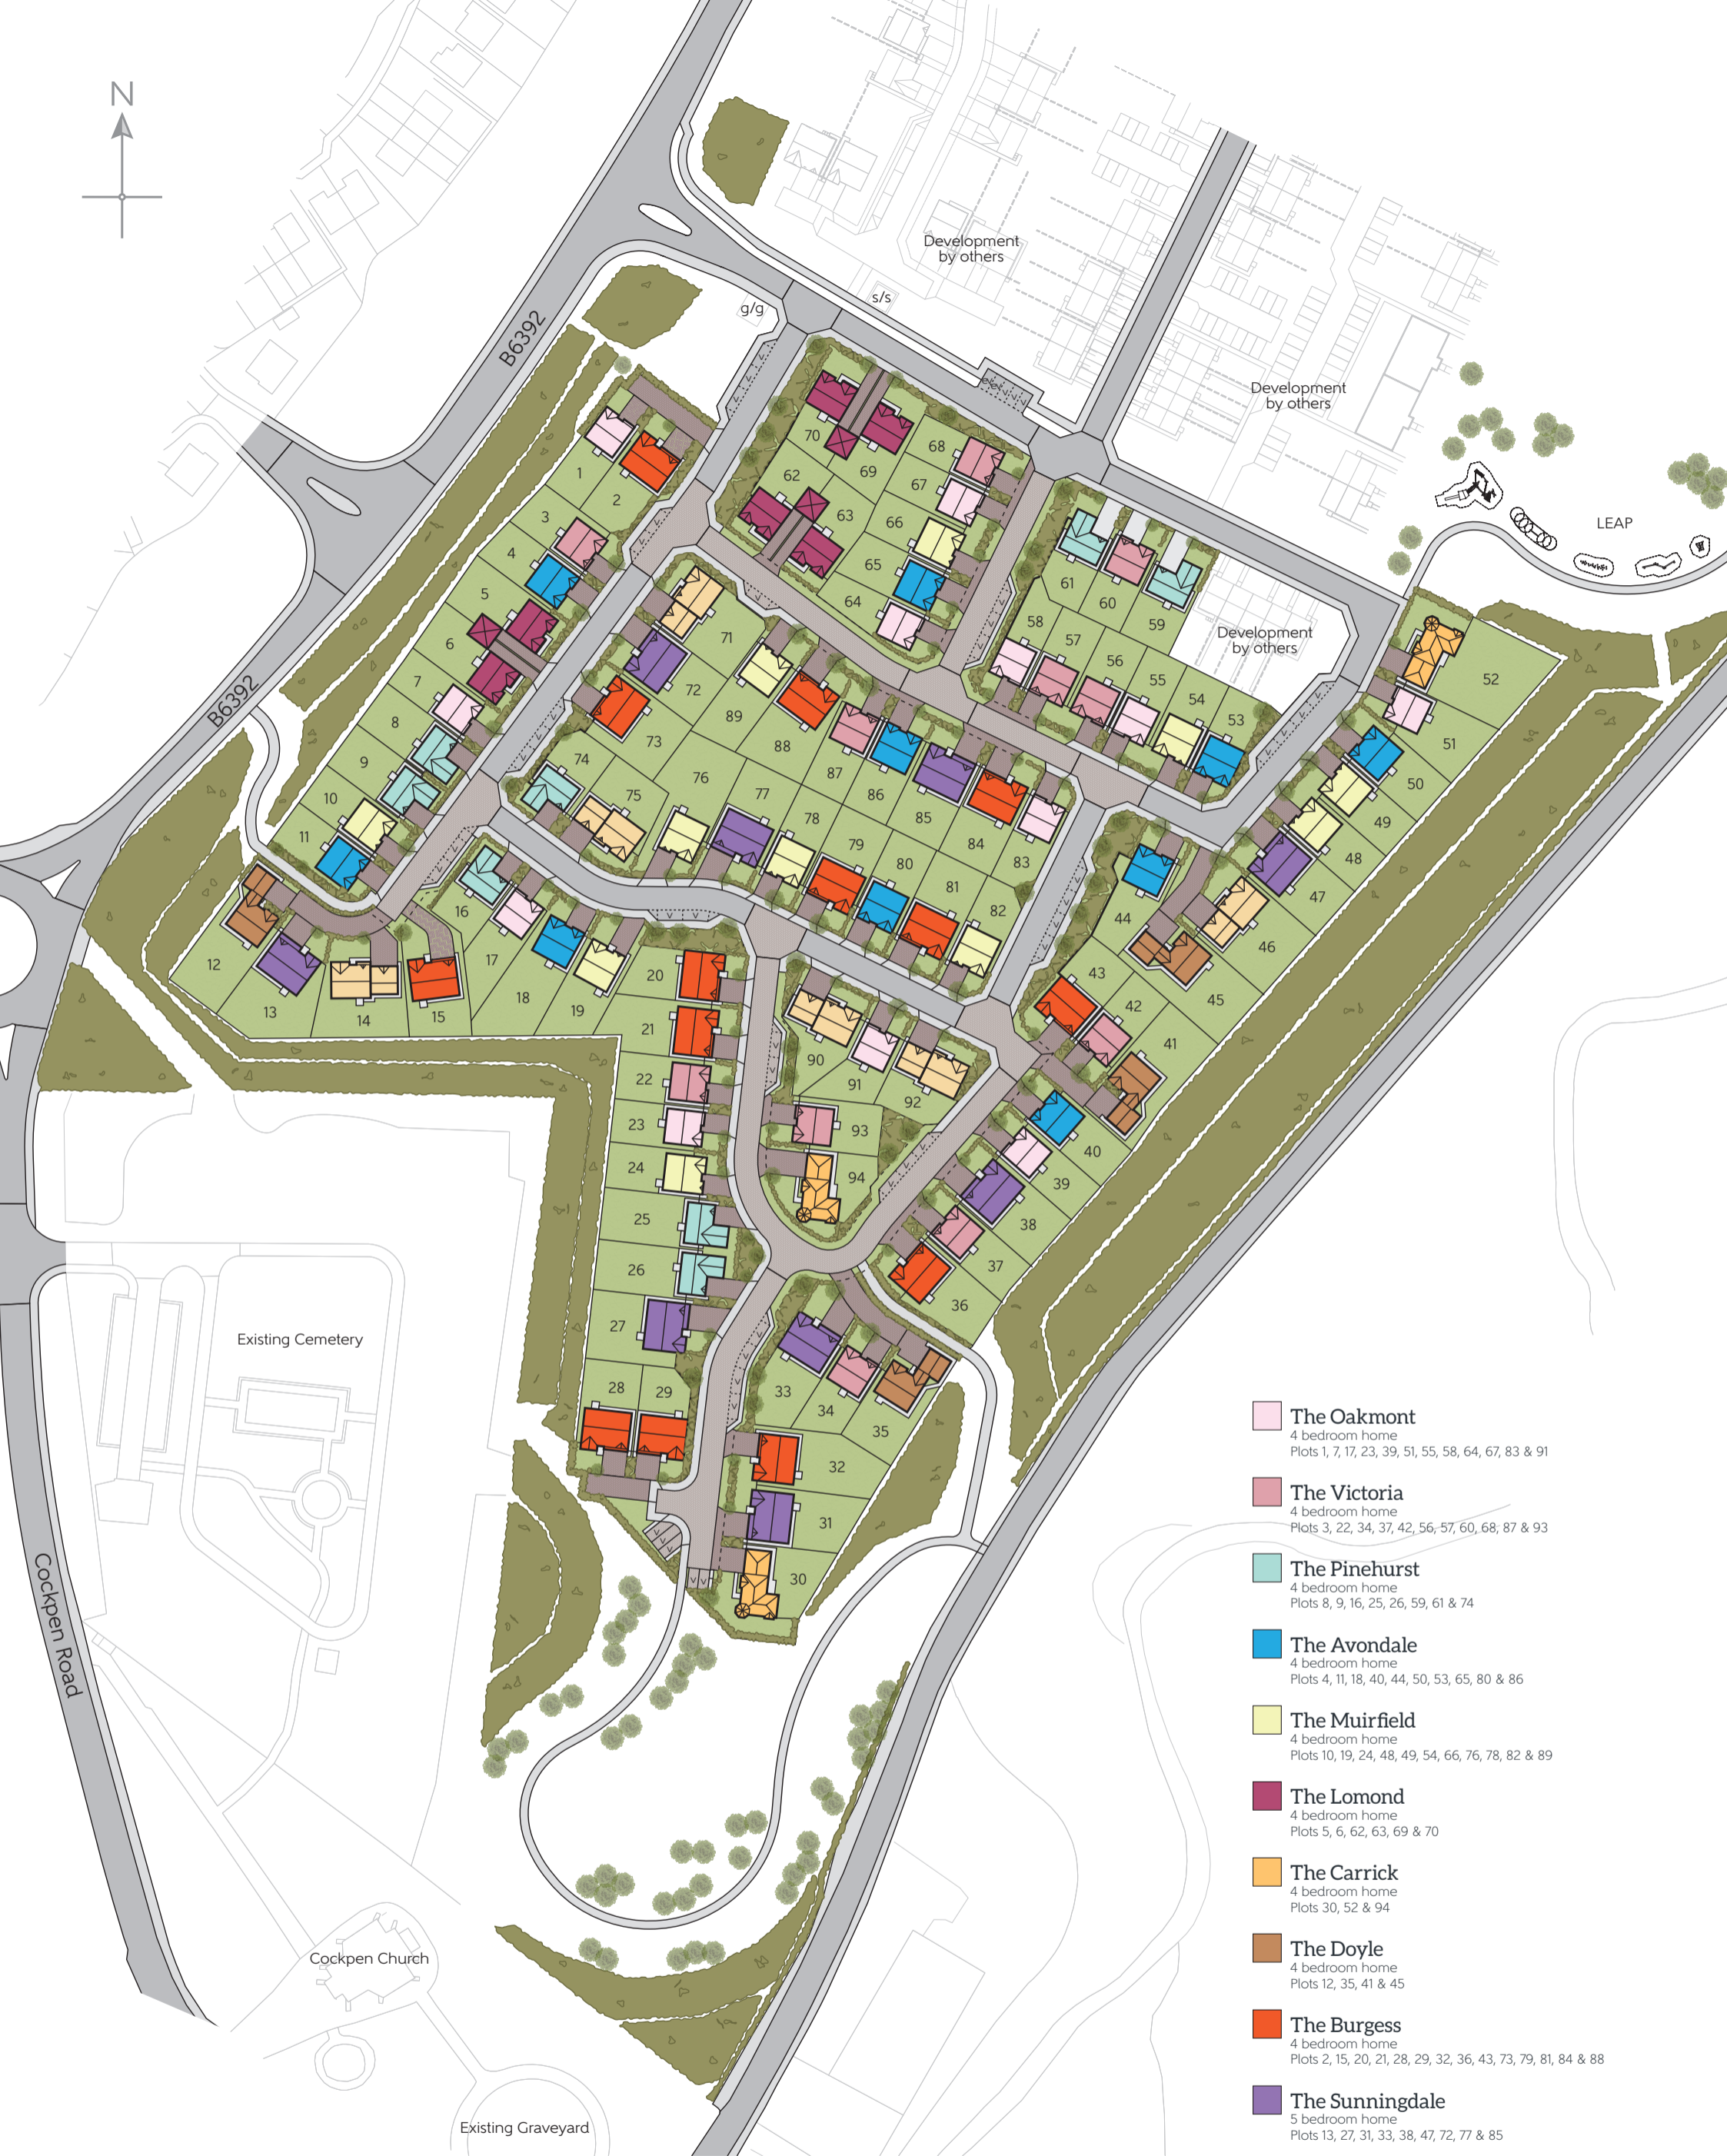 N
Development
by others
g/g
s/s
B6392
Development
by others
LEAP
Development
by others
B6392
70
68
69
67
62
63
66
65
64
1
2
3
4
5
6
7
8
9
10
11
61
60
59
58
57
56
55
54
53
52
51
50
49
48
47
46
45
44
43
42
41
40
39
38
37
36
71
72
73
74
75
76
77
78
79
80
81
82
83
84
85
86
87
88
89
12
13
14
15
16
17
18
19
20
21
22
23
24
25
26
27
28
29
90
91
92
93
94
33
34
35
32
31
30
Existing Cemetery
Cockpen Road
Cockpen Church
Existing Graveyard
The Oakmont
4 bedroom home
Plots 1, 7, 17, 23, 39, 51, 55, 58, 64, 67, 83 & 91
The Victoria
4 bedroom home
Plots 3, 22, 34, 37, 42, 56, 57, 60, 68, 87 & 93
The Pinehurst
4 bedroom home
Plots 8, 9, 16, 25, 26, 59, 61 & 74
The Avondale
4 bedroom home
Plots 4, 11, 18, 40, 44, 50, 53, 65, 80 & 86
The Muirfield
4 bedroom home
Plots 10, 19, 24, 48, 49, 54, 66, 76, 78, 82 & 89
The Lomond
4 bedroom home
Plots 5, 6, 62, 63, 69 & 70
The Carrick
4 bedroom home
Plots 30, 52 & 94
The Doyle
4 bedroom home
Plots 12, 35, 41 & 45
The Burgess
4 bedroom home
Plots 2, 15, 20, 21, 28, 29, 32, 36, 43, 73, 79, 81, 84 & 88
The Sunningdale
5 bedroom home
Plots 13, 27, 31, 33, 38, 47, 72, 77 & 85